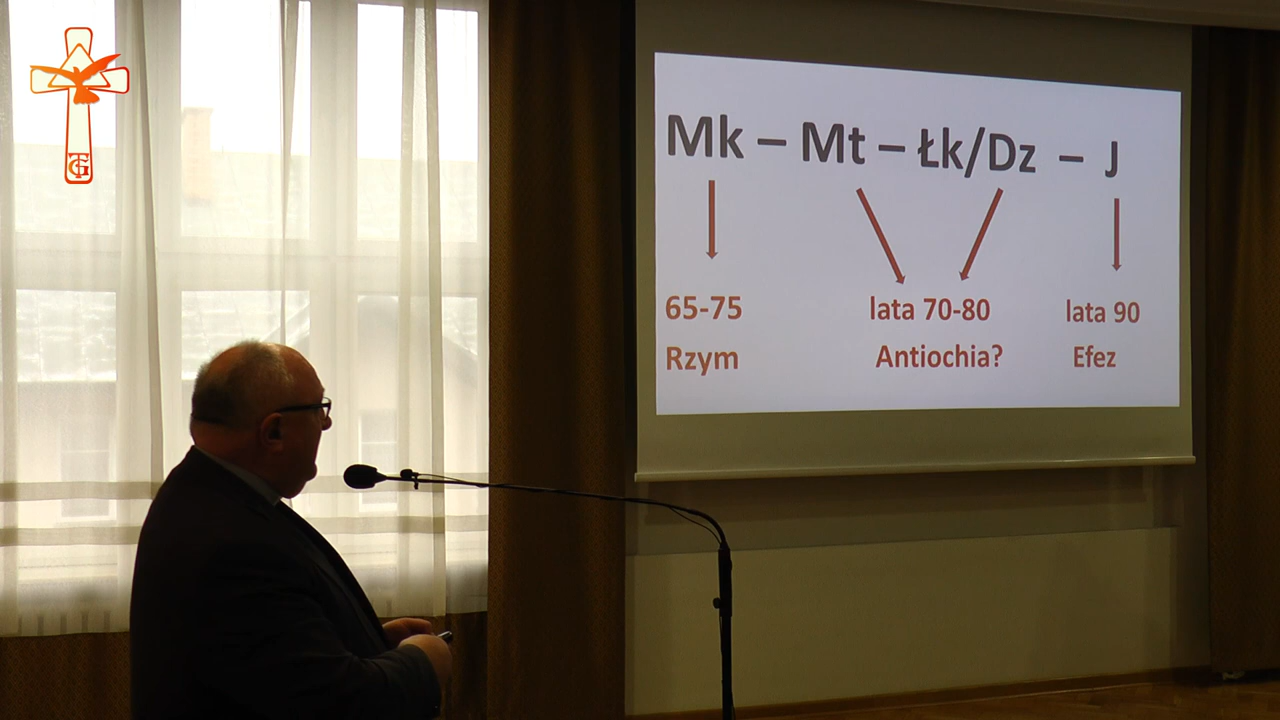 Mk – Mt – Łk/Dz – J
65-75 lata 70-80 lata 90
Rzym Antiochia? Efez